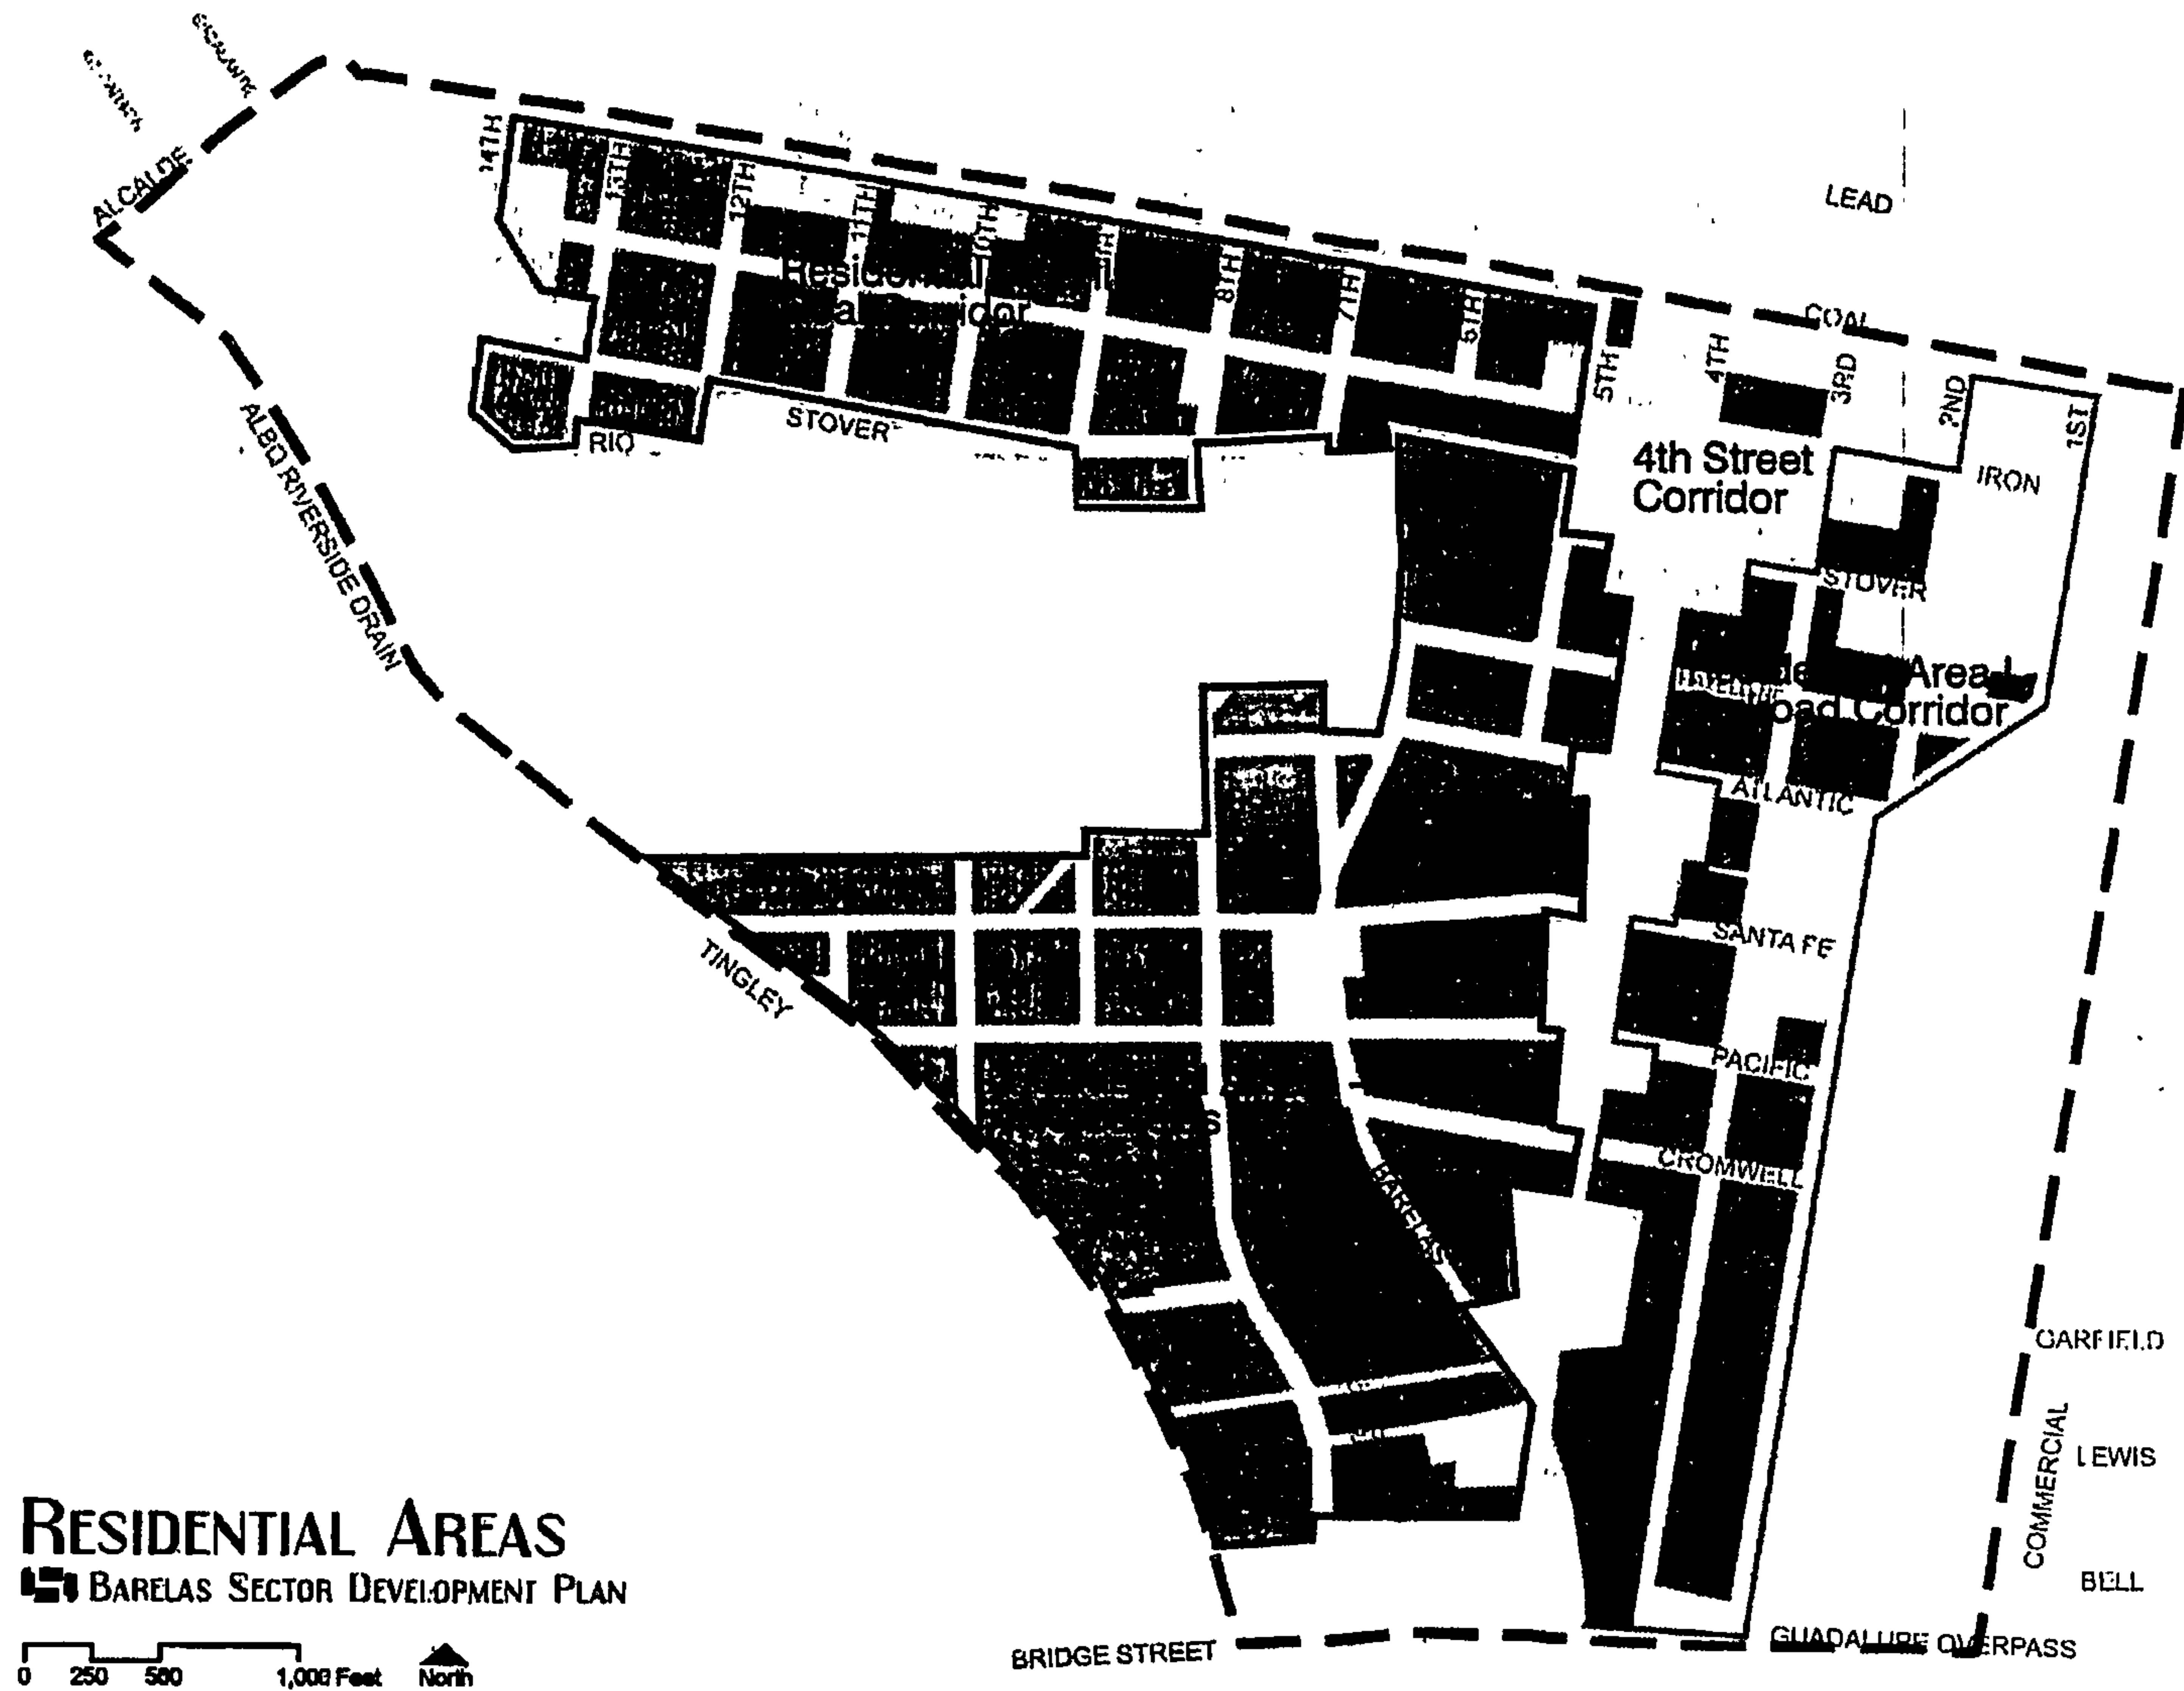 ALCALDE
14TH
13TH
12TH
11TH
10TH
8TH
7TH
6TH
5TH
4TH
3RD
2ND
1ST
LEAD
COAL
IRON
Residential
STOVER
RIO
4th Street
Corridor
STOVER
Area
Corridor
ALBQ RIVERSIDE DRAIN
ATLANTIC
SANTA FE
TINGLEY
PACIFIC
CROMWELL
BARELAS
GARFIELD
COMMERCIAL
LEWIS
BELL
RESIDENTIAL AREAS
BARELAS SECTOR DEVELOPMENT PLAN
0 250 500 1,000 Feet North
BRIDGE STREET
GUADALUPE OVERPASS